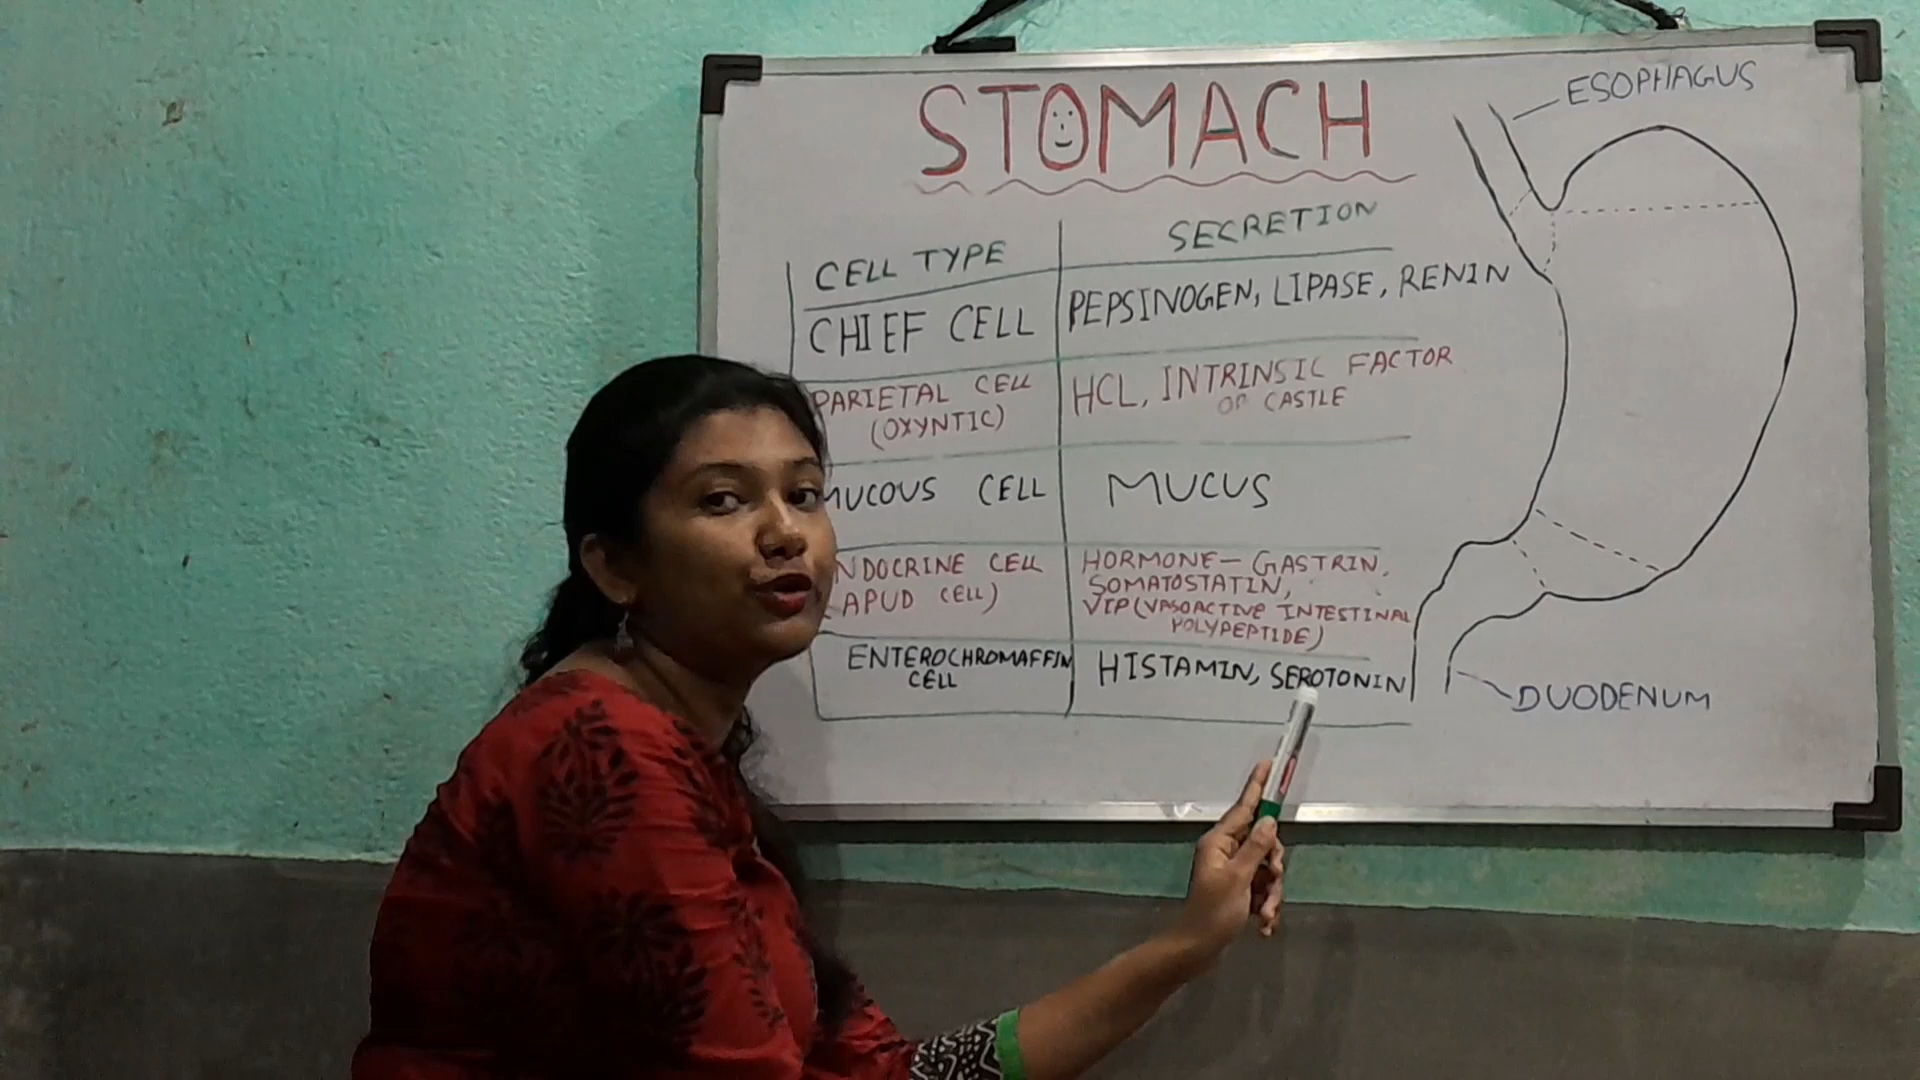 STOMACH
ESOPHAGUS
CELL TYPE
SECRETION
CHIEF CELL
PEPSINOGEN, LIPASE, RENIN
PARIETAL CELL
(OXYNTIC)
HCL, INTRINSIC FACTOR
OF CASTLE
MUCOUS CELL
MUCUS
NDOCRINE CELL
(APUD CELL)
HORMONE- GASTRIN,
SOMATOSTATIN,
VIP (VASOACTIVE INTESTINAL
POLYPEPTIDE)
ENTEROCHROMAFFIN
CELL
HISTAMIN, SEROTONIN
DUODENUM